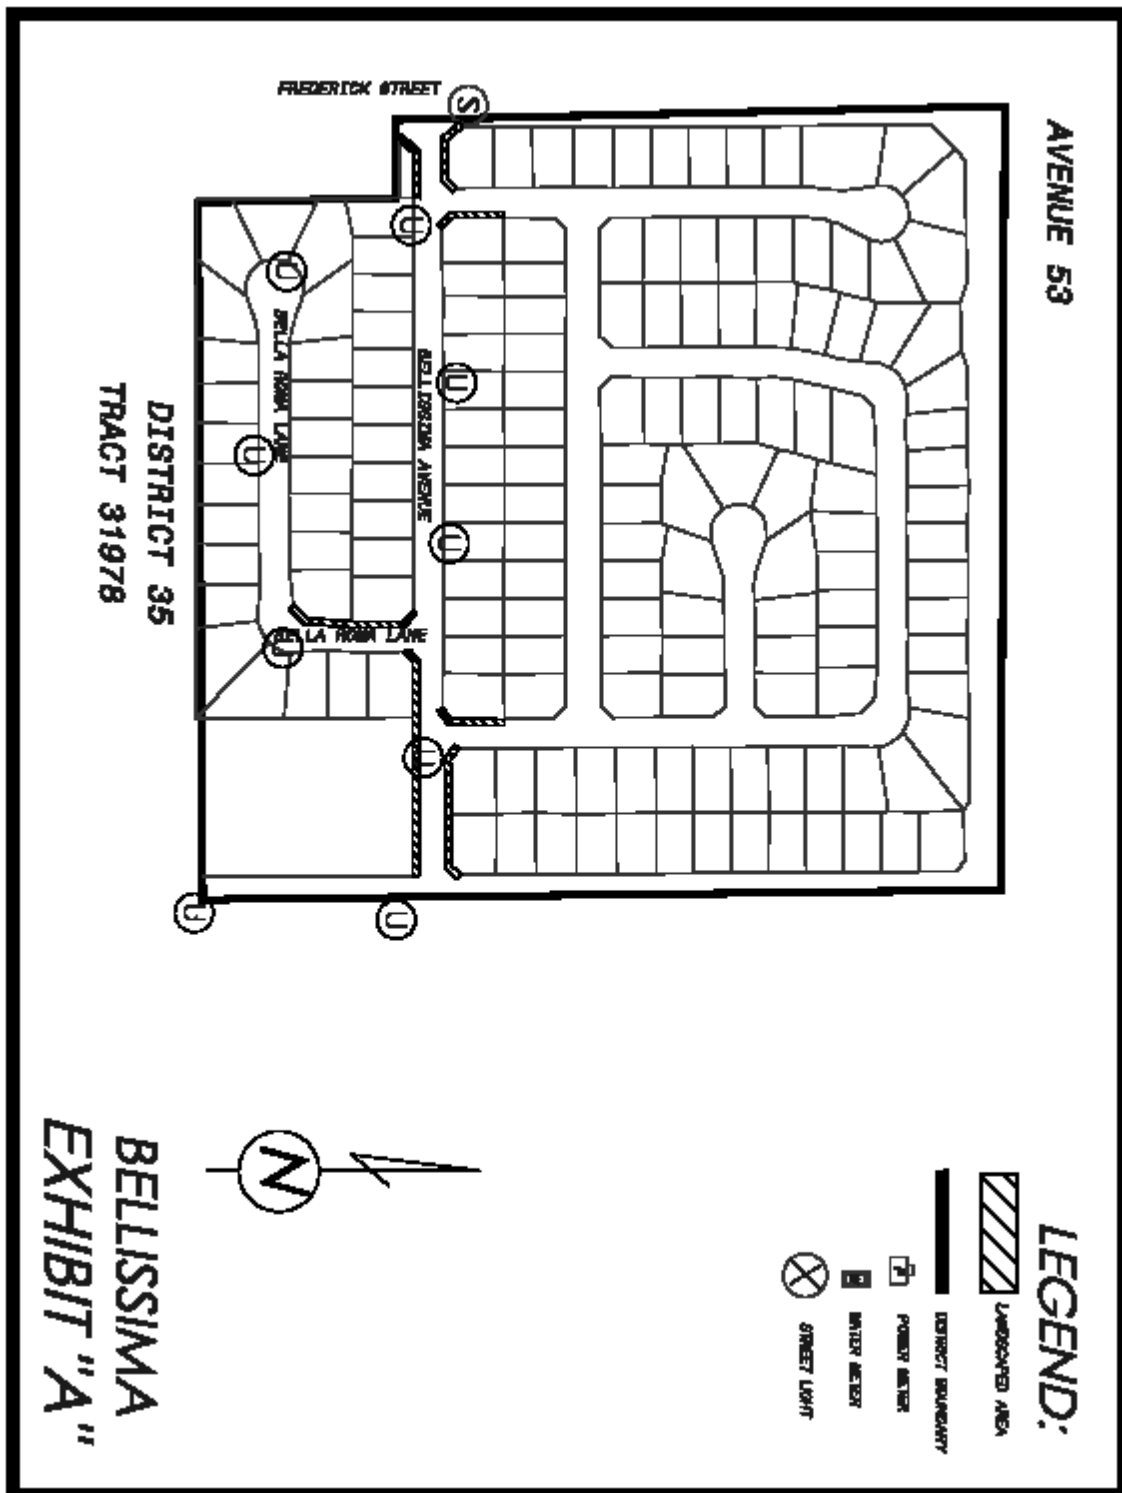 AVENUE 53
FREDERICK STREET
S
U
U
BELLA ROMA LANE
BELLISSIMA AVENUE
U
U
U
BELLA ROMA LANE
U
U
U
U
DISTRICT 35
TRACT 31978
N
LEGEND:
LANDSCAPED AREA
DISTRICT BOUNDARY
P
POWER METER
WATER METER
STREET LIGHT
BELLISSIMA
EXHIBIT "A"